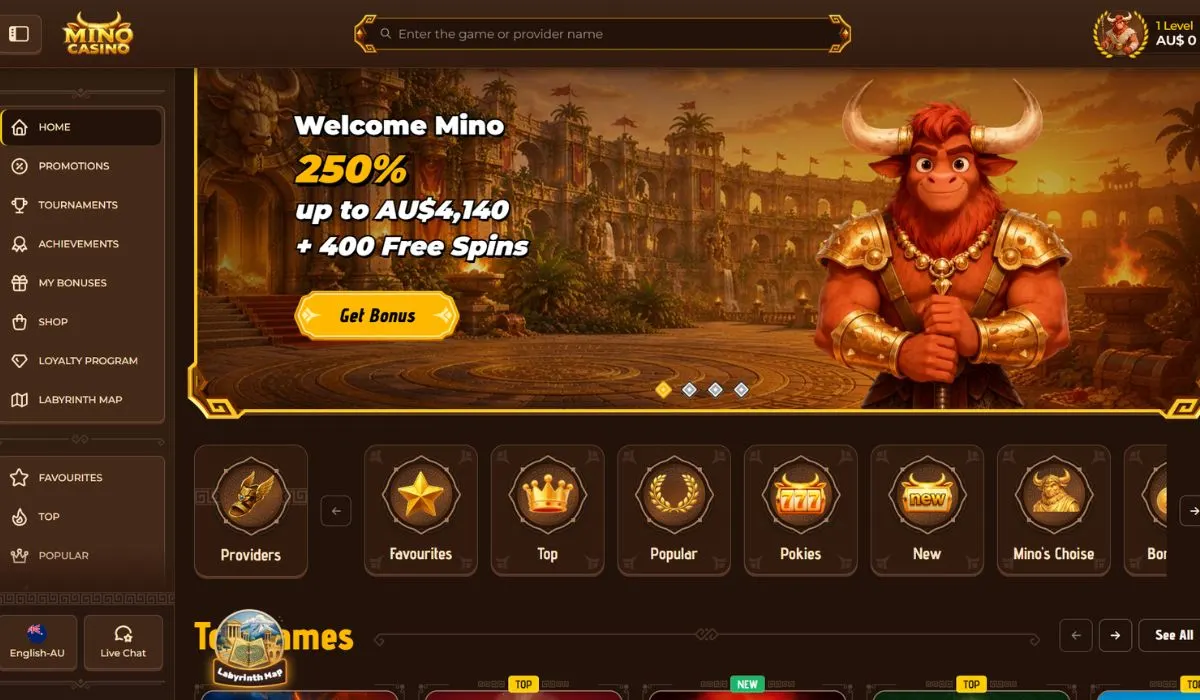 MINO
CASINO
Enter the game or provider name
1 Level
AU$ 0
HOME
PROMOTIONS
TOURNAMENTS
ACHIEVEMENTS
MY BONUSES
SHOP
LOYALTY PROGRAM
LABYRINTH MAP
FAVOURITES
TOP
POPULAR
English-AU
Live Chat
Welcome Mino
250%
up to AU$4,140
+ 400 Free Spins
Get Bonus
Providers
Favourites
Top
Popular
777
Pokies
new
New
Mino's Choise
Labyrinth Map
See All
TOP
NEW
TOP